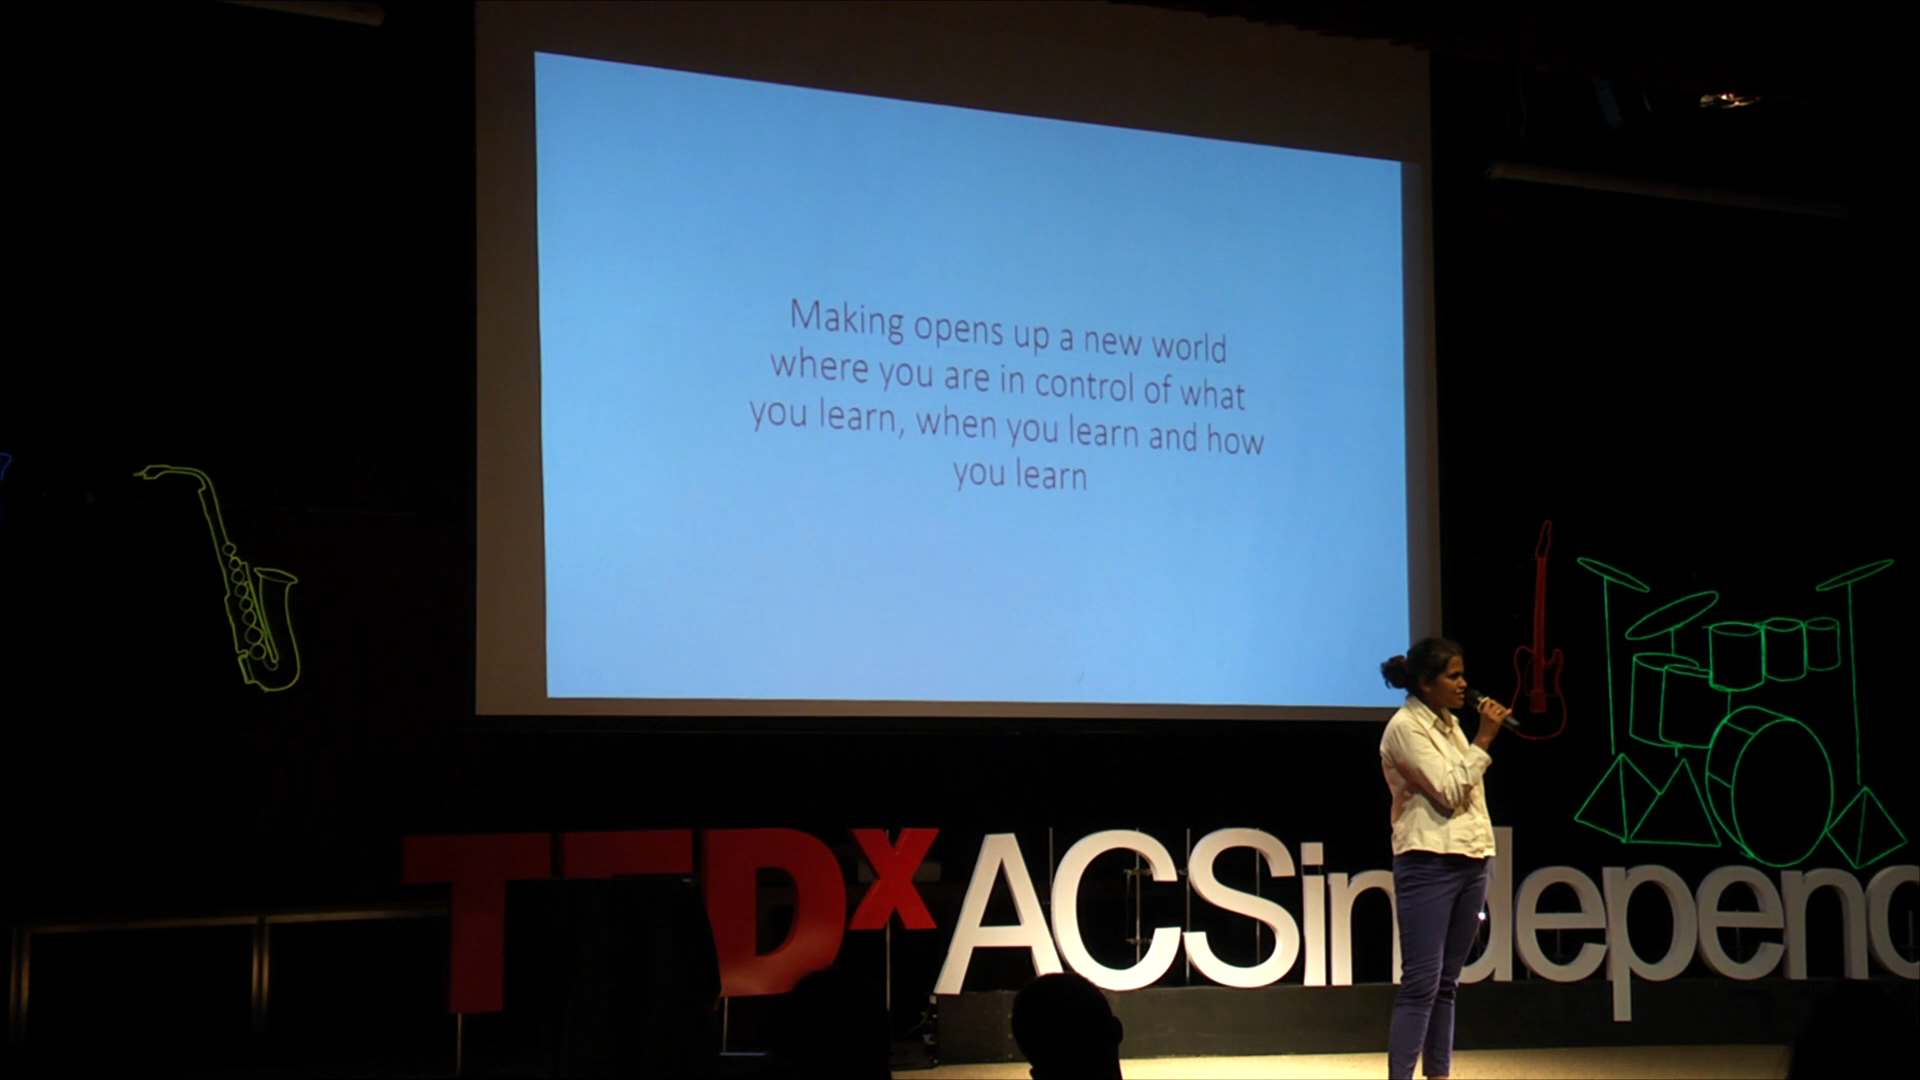 Making opens up a new world
where you are in control of what
you learn, when you learn and how
you learn
TEDx ACSindepen